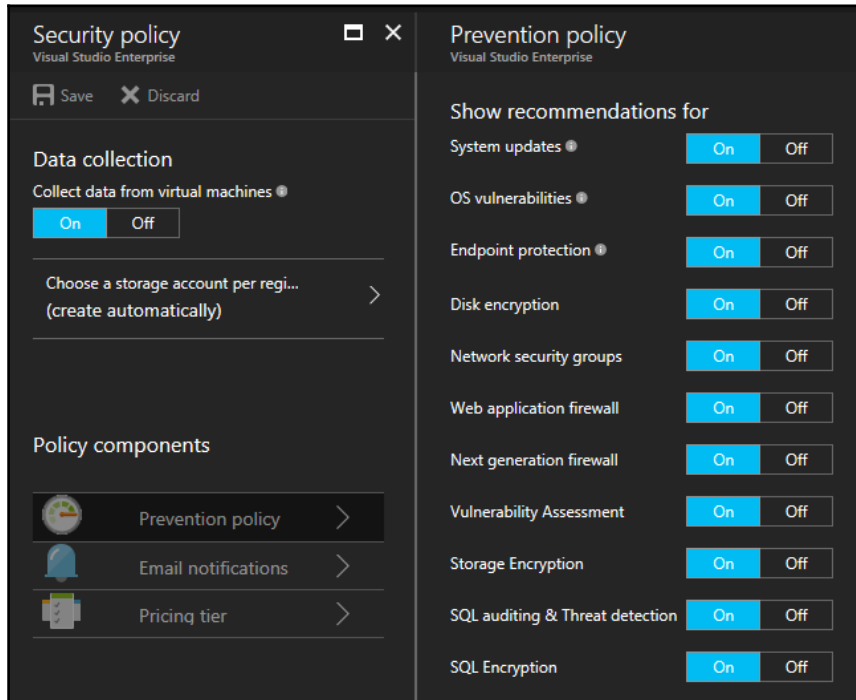 Security policy
Visual Studio Enterprise
Save Discard
Data collection
Collect data from virtual machines
On Off
Choose a storage account per regi...
(create automatically)
Policy components
Prevention policy
Email notifications
Pricing tier
Prevention policy
Visual Studio Enterprise
Show recommendations for
System updates On Off
OS vulnerabilities On Off
Endpoint protection On Off
Disk encryption On Off
Network security groups On Off
Web application firewall On Off
Next generation firewall On Off
Vulnerability Assessment On Off
Storage Encryption On Off
SQL auditing & Threat detection On Off
SQL Encryption On Off